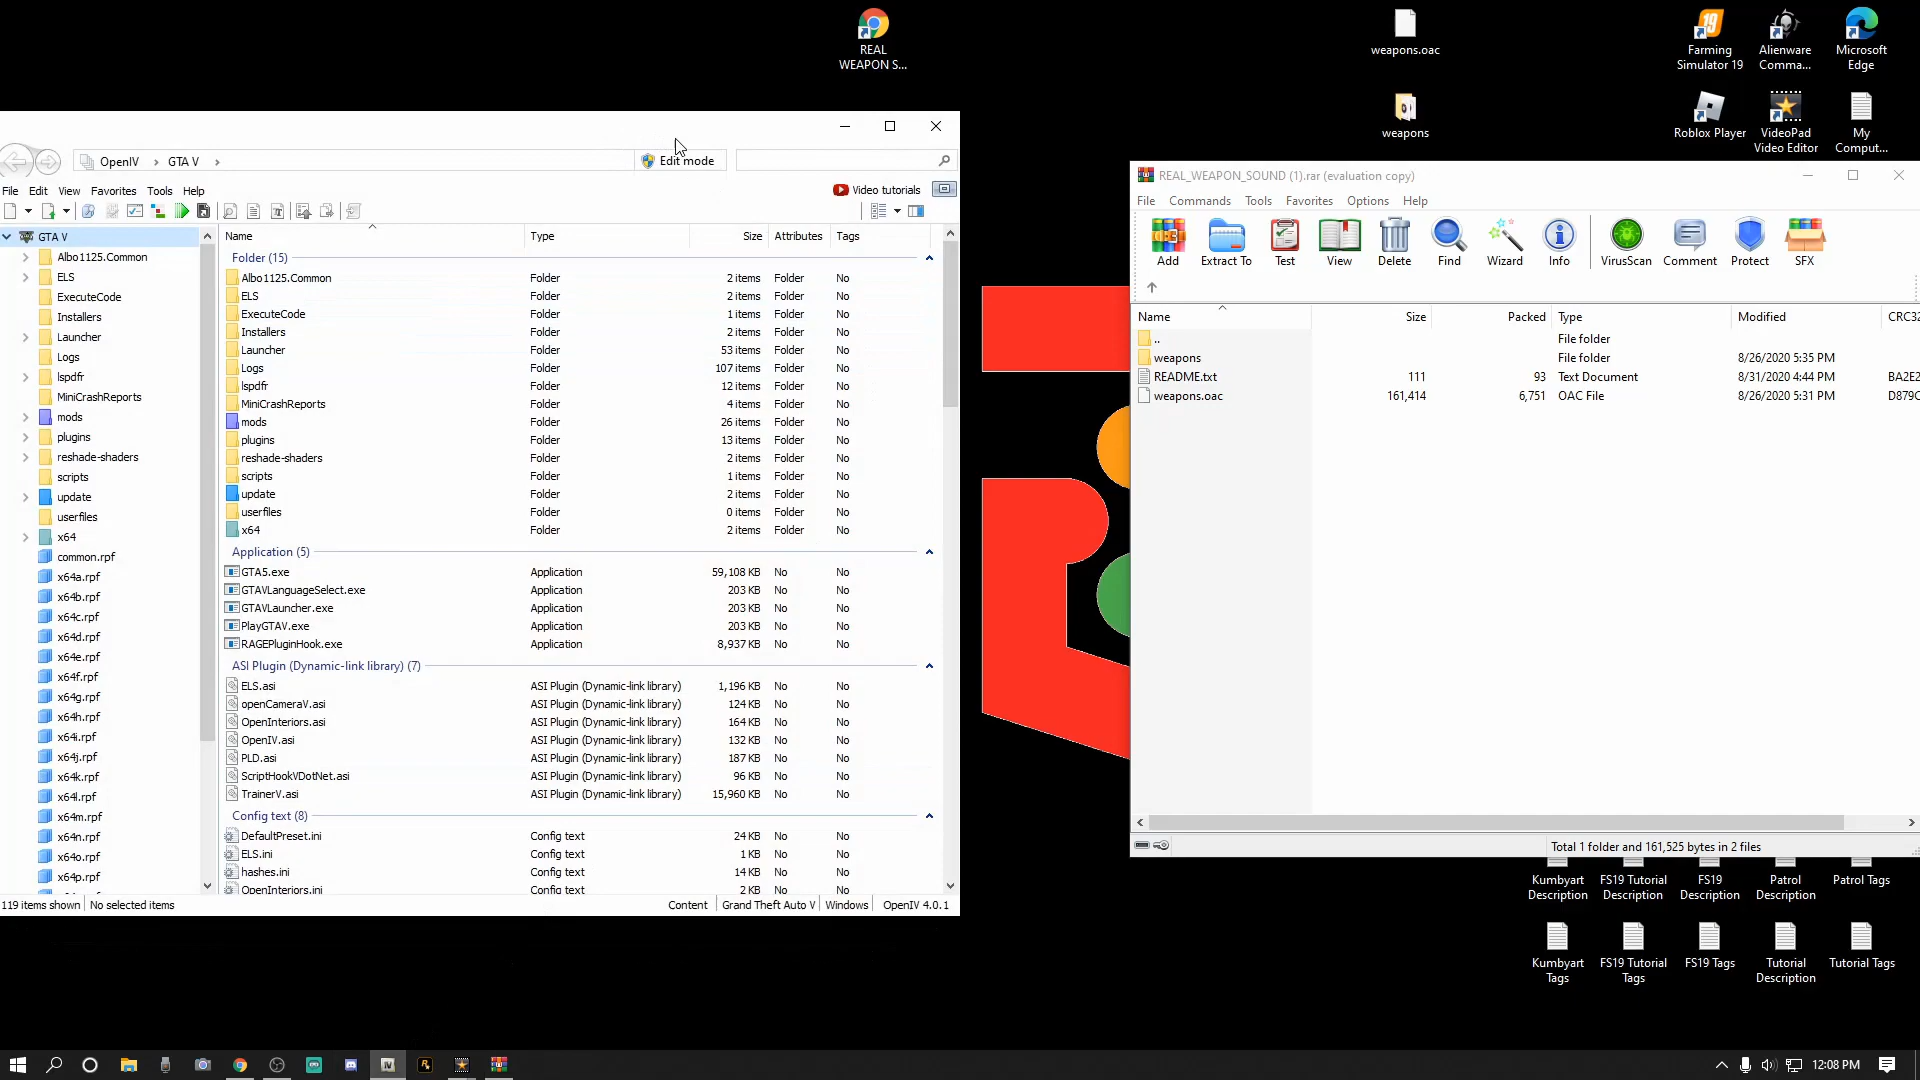 REAL
WEAPON S...
weapons.oac
weapons
Farming
Simulator 19
Alienware
Comma...
Microsoft
Edge
Roblox Player
VideoPad
Video Editor
My
Comput...
OpenIV › GTA V ›
Edit mode
File Edit View Favorites Tools Help
Video tutorials
GTA V
Albo1125.Common
ELS
ExecuteCode
Installers
Launcher
Logs
lspdfr
MiniCrashReports
mods
plugins
reshade-shaders
scripts
update
userfiles
x64
common.rpf
x64a.rpf
x64b.rpf
x64c.rpf
x64d.rpf
x64e.rpf
x64f.rpf
x64g.rpf
x64h.rpf
x64i.rpf
x64j.rpf
x64k.rpf
x64l.rpf
x64m.rpf
x64n.rpf
x64o.rpf
x64p.rpf
Name Type Size Attributes Tags
Folder (15)
Albo1125.Common Folder 2 items Folder No
ELS Folder 2 items Folder No
ExecuteCode Folder 1 items Folder No
Installers Folder 2 items Folder No
Launcher Folder 53 items Folder No
Logs Folder 107 items Folder No
lspdfr Folder 12 items Folder No
MiniCrashReports Folder 4 items Folder No
mods Folder 26 items Folder No
plugins Folder 13 items Folder No
reshade-shaders Folder 2 items Folder No
scripts Folder 1 items Folder No
update Folder 2 items Folder No
userfiles Folder 0 items Folder No
x64 Folder 2 items Folder No
Application (5)
GTA5.exe Application 59,108 KB No No
GTAVLanguageSelect.exe Application 203 KB No No
GTAVLauncher.exe Application 203 KB No No
PlayGTAV.exe Application 203 KB No No
RAGEPluginHook.exe Application 8,937 KB No No
ASI Plugin (Dynamic-link library) (7)
ELS.asi ASI Plugin (Dynamic-link library) 1,196 KB No No
openCameraV.asi ASI Plugin (Dynamic-link library) 124 KB No No
OpenInteriors.asi ASI Plugin (Dynamic-link library) 164 KB No No
OpenIV.asi ASI Plugin (Dynamic-link library) 132 KB No No
PLD.asi ASI Plugin (Dynamic-link library) 187 KB No No
ScriptHookVDotNet.asi ASI Plugin (Dynamic-link library) 96 KB No No
TrainerV.asi ASI Plugin (Dynamic-link library) 15,960 KB No No
Config text (8)
DefaultPreset.ini Config text 24 KB No No
ELS.ini Config text 1 KB No No
hashes.ini Config text 14 KB No No
OpenInteriors.ini Config text 2 KB No No
119 items shown No selected items Content Grand Theft Auto V Windows OpenIV 4.0.1
REAL_WEAPON_SOUND (1).rar (evaluation copy)
File Commands Tools Favorites Options Help
Add Extract To Test View Delete Find Wizard Info VirusScan Comment Protect SFX
Name Size Packed Type Modified CRC32
.. File folder
weapons File folder 8/26/2020 5:35 PM
README.txt 111 93 Text Document 8/31/2020 4:44 PM BA2E2
weapons.oac 161,414 6,751 OAC File 8/26/2020 5:31 PM D879C
Total 1 folder and 161,525 bytes in 2 files
Kumbyart
Description
FS19 Tutorial
Description
FS19
Description
Patrol
Description
Patrol Tags
Kumbyart
Tags
FS19 Tutorial
Tags
FS19 Tags
Tutorial
Description
Tutorial Tags
12:08 PM